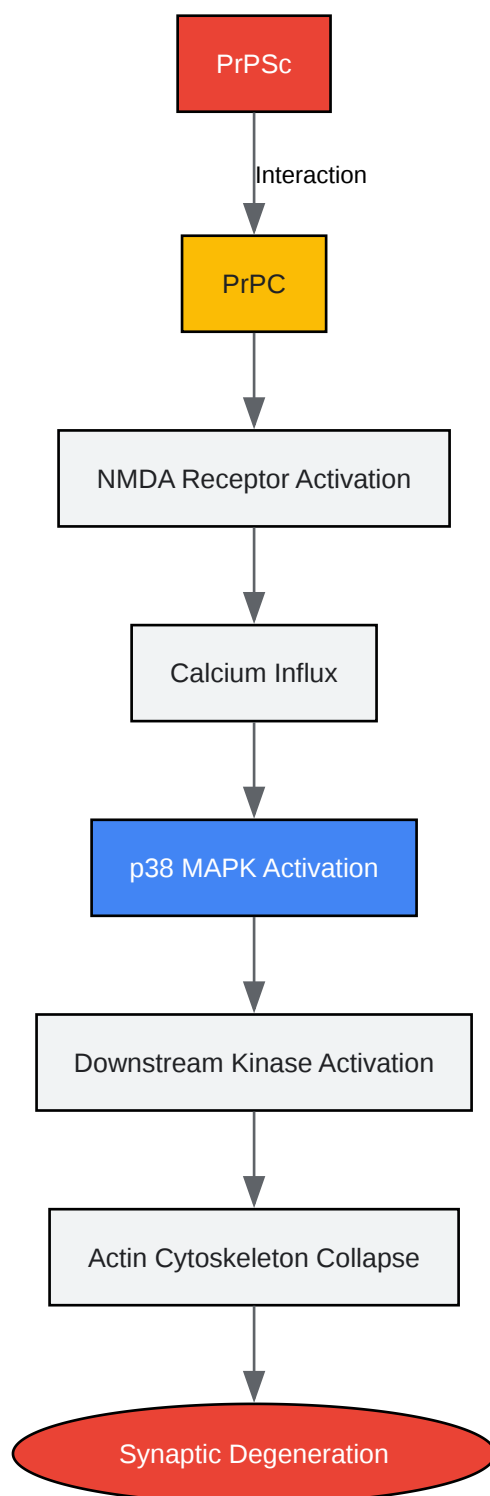 PrPSc
Interaction
PrPC
NMDA Receptor Activation
Calcium Influx
p38 MAPK Activation
Downstream Kinase Activation
Actin Cytoskeleton Collapse
Synaptic Degeneration